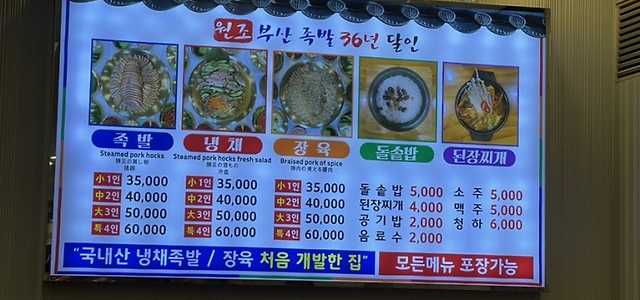 원조 부산 족발 36년 달인
족발 냉채 장육 돌솥밥 된장찌개
Steamed pork hocks Steamed pork hocks fresh salad Braised pork of spice
小1인 35,000 小1인 35,000 小1인 35,000
中2인 40,000 中2인 40,000 中2인 40,000
大3인 50,000 大3인 50,000 大3인 50,000
특4인 60,000 특4인 60,000 특4인 60,000
돌솥밥 5,000 소주 5,000
된장찌개 4,000 맥주 5,000
공기밥 2,000 청하 6,000
음료수 2,000
"국내산 냉채족발 / 장육 처음 개발한 집" 모든메뉴 포장가능